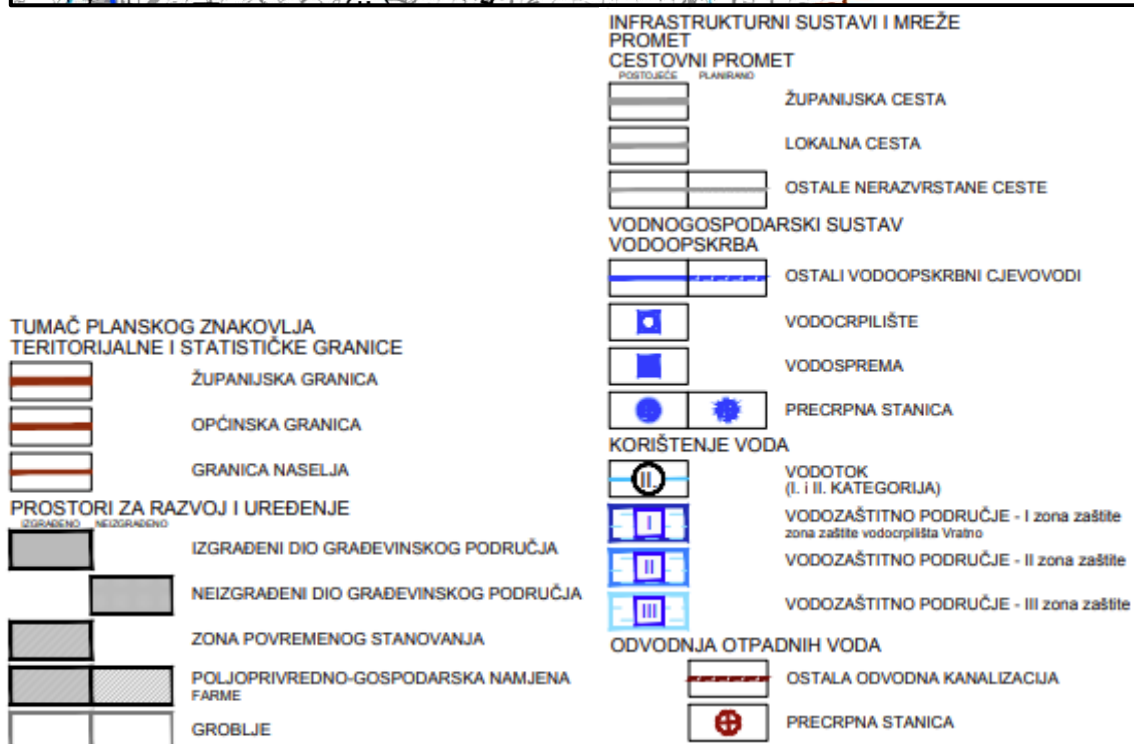 INFRASTRUKTURNI SUSTAVI I MREŽE
PROMET
CESTOVNI PROMET
POSTOJEĆE PLANIRANO
ŽUPANIJSKA CESTA
LOKALNA CESTA
OSTALE NERAZVRSTANE CESTE
VODNOGOSPODARSKI SUSTAV
VODOOPSKRBA
OSTALI VODOOPSKRBNI CJEVOVODI
VODOCRPILIŠTE
VODOSPREMA
PRECRPNA STANICA
KORIŠTENJE VODA
II.
VODOTOK
(I. i II. KATEGORIJA)
I
VODOZAŠTITNO PODRUČJE - I zona zaštite
zona zaštite vodocrpilišta Vratno
II
VODOZAŠTITNO PODRUČJE - II zona zaštite
III
VODOZAŠTITNO PODRUČJE - III zona zaštite
ODVODNJA OTPADNIH VODA
OSTALA ODVODNA KANALIZACIJA
PRECRPNA STANICA
TUMAČ PLANSKOG ZNAKOVLJA
TERITORIJALNE I STATISTIČKE GRANICE
ŽUPANIJSKA GRANICA
OPĆINSKA GRANICA
GRANICA NASELJA
PROSTORI ZA RAZVOJ I UREĐENJE
IZGRAĐENO NEIZGRAĐENO
IZGRAĐENI DIO GRAĐEVINSKOG PODRUČJA
NEIZGRAĐENI DIO GRAĐEVINSKOG PODRUČJA
ZONA POVREMENOG STANOVANJA
POLJOPRIVREDNO-GOSPODARSKA NAMJENA
FARME
GROBLJE